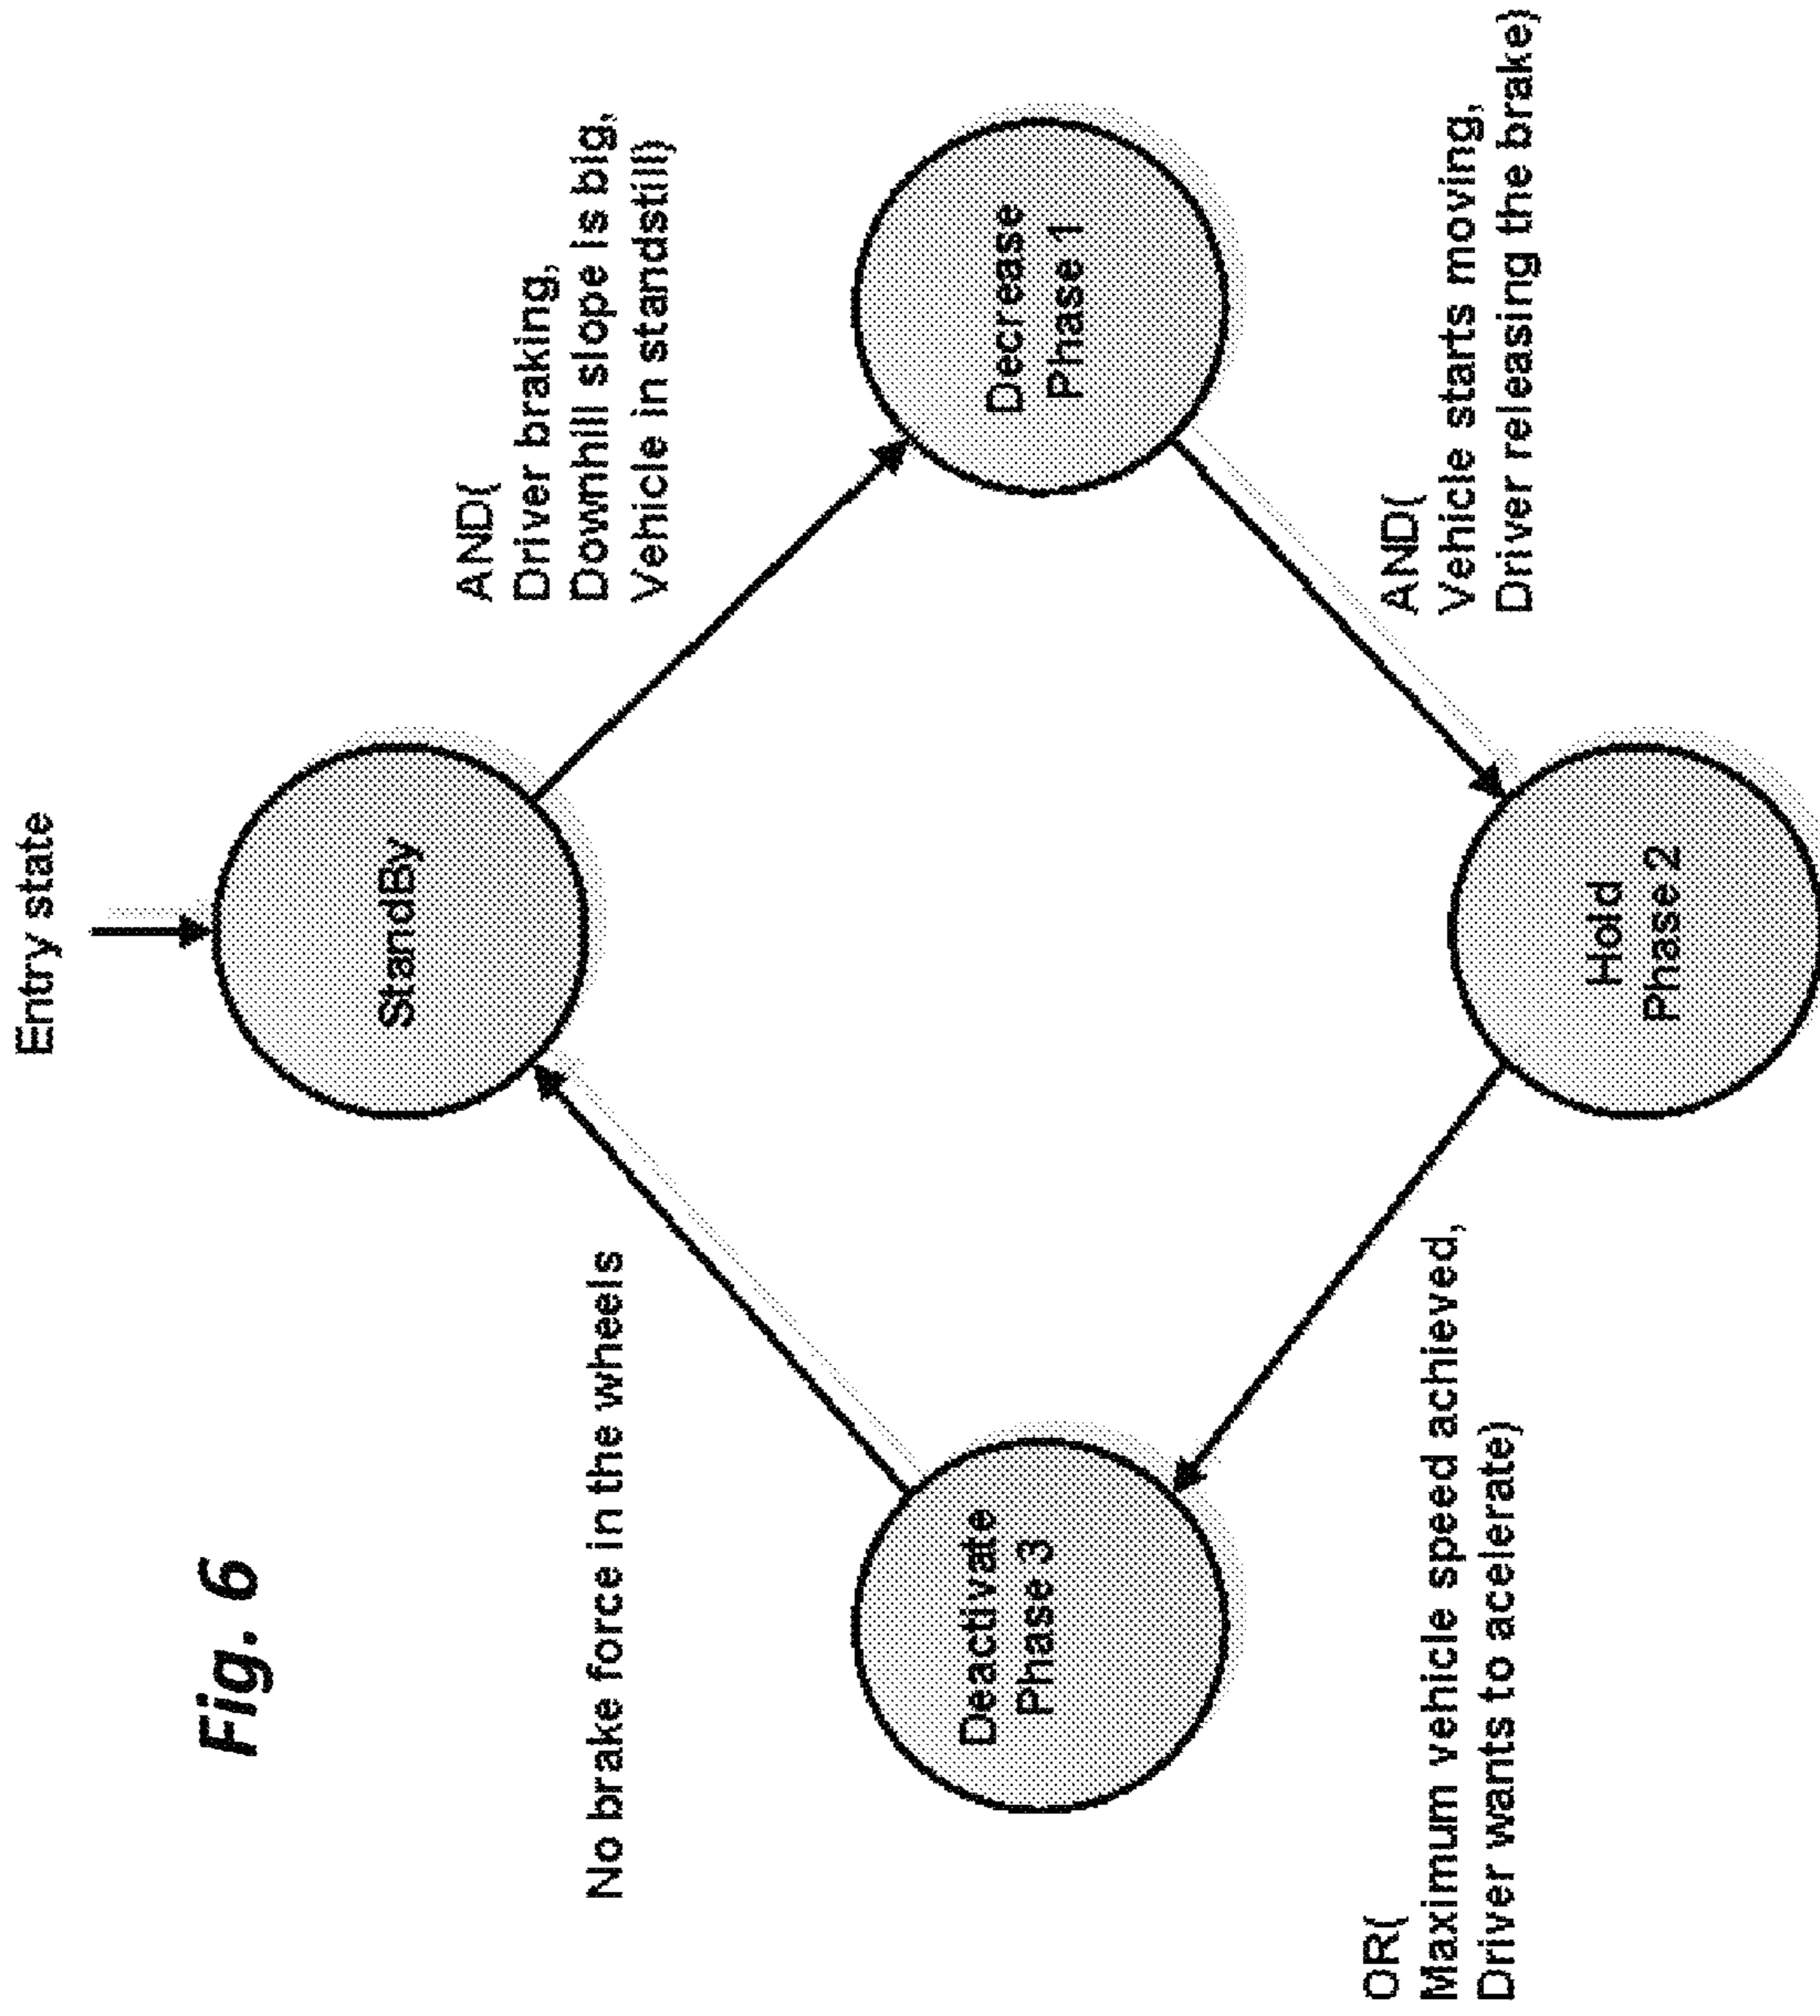 Fig. 6
Entry state
StandBy
AND(
Driver braking,
Downhill slope is big,
Vehicle in standstill)
No brake force in the wheels
Decrease
Phase 1
Deactivate
Phase 3
AND(
Vehicle starts moving,
Driver releasing the brake)
OR(
Maximum vehicle speed achieved,
Driver wants to acelerate)
Hold
Phase 2